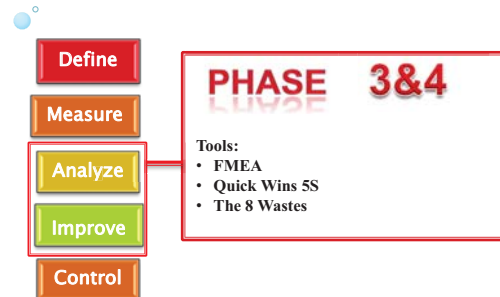 Define
Measure
Analyze
Improve
Control
PHASE 3&4
Tools:
• FMEA
• Quick Wins 5S
• The 8 Wastes